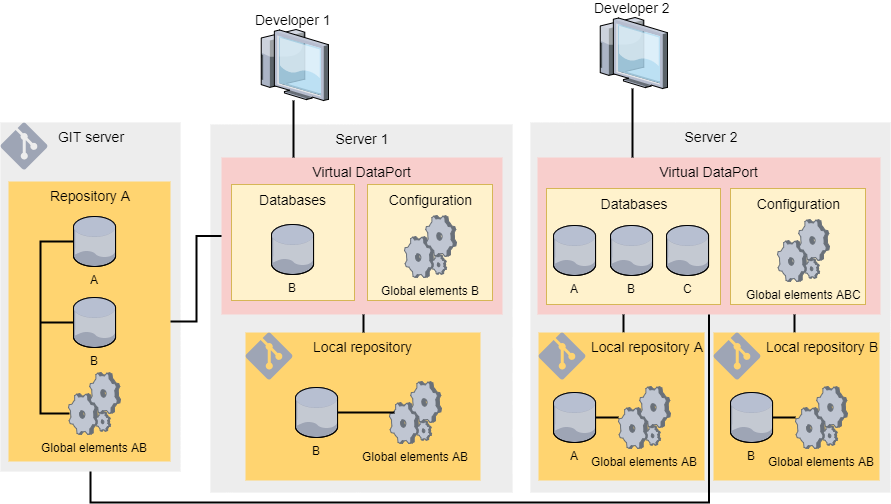 Developer 1
Developer 2
GIT server
Repository A
A
B
Global elements AB
Server 1
Virtual DataPort
Databases
B
Configuration
Global elements B
Local repository
B
Global elements AB
Server 2
Virtual DataPort
Databases
A
B
C
Configuration
Global elements ABC
Local repository A
A
Global elements AB
Local repository B
B
Global elements AB